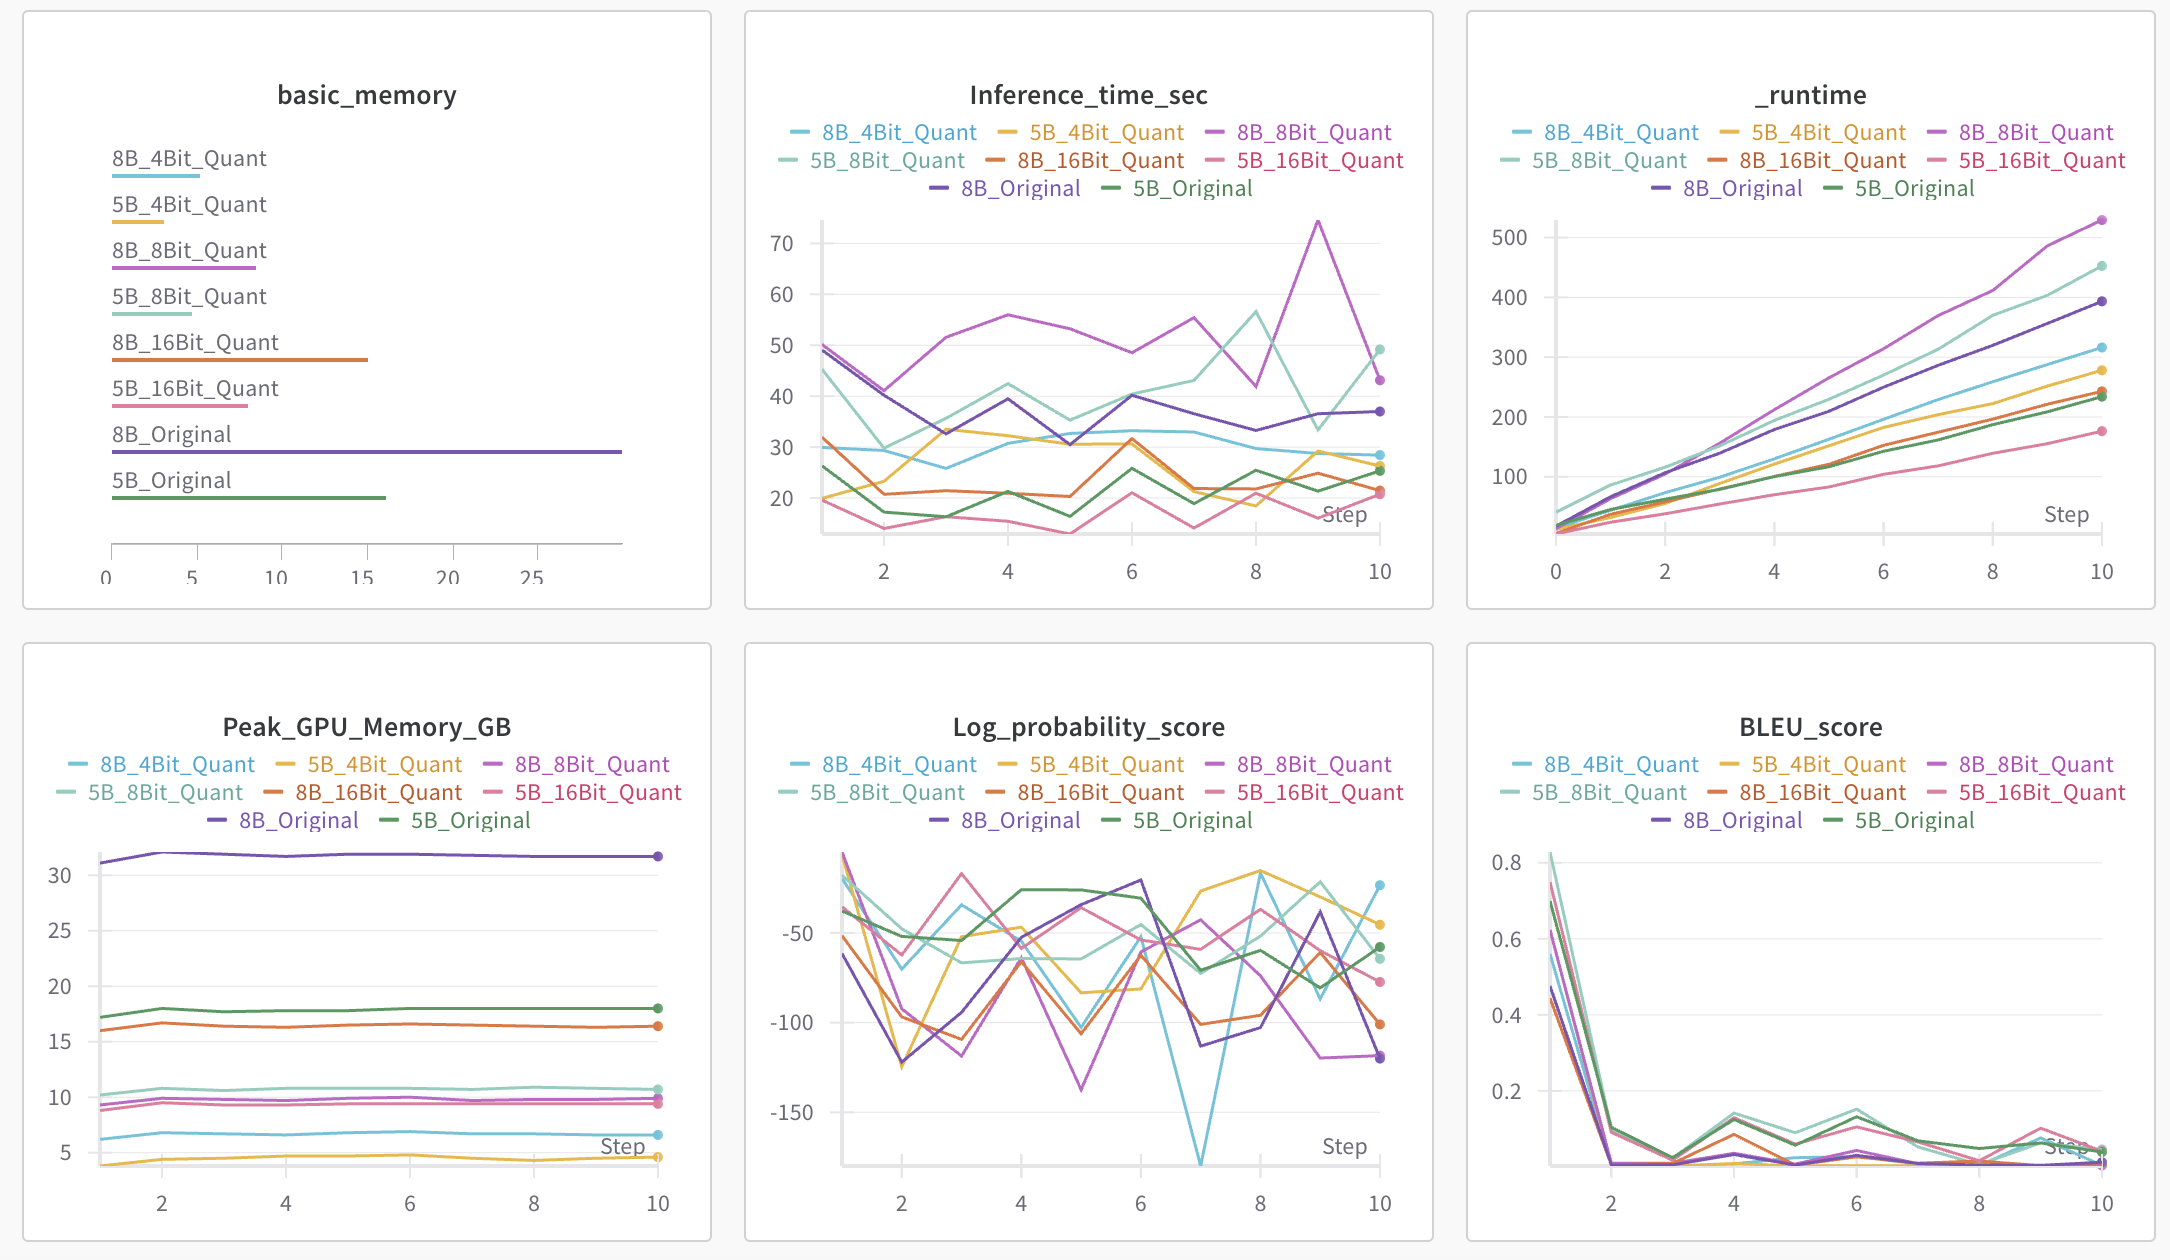 basic_memory
8B_4Bit_Quant
5B_4Bit_Quant
8B_8Bit_Quant
5B_8Bit_Quant
8B_16Bit_Quant
5B_16Bit_Quant
8B_Original
5B_Original
0 5 10 15 20 25
Inference_time_sec
8B_4Bit_Quant 5B_4Bit_Quant 8B_8Bit_Quant
5B_8Bit_Quant 8B_16Bit_Quant 5B_16Bit_Quant
8B_Original 5B_Original
70
60
50
40
30
20
Step
2 4 6 8 10
_runtime
8B_4Bit_Quant 5B_4Bit_Quant 8B_8Bit_Quant
5B_8Bit_Quant 8B_16Bit_Quant 5B_16Bit_Quant
8B_Original 5B_Original
500
400
300
200
100
Step
0 2 4 6 8 10
Peak_GPU_Memory_GB
8B_4Bit_Quant 5B_4Bit_Quant 8B_8Bit_Quant
5B_8Bit_Quant 8B_16Bit_Quant 5B_16Bit_Quant
8B_Original 5B_Original
30
25
20
15
10
5
Step
2 4 6 8 10
Log_probability_score
8B_4Bit_Quant 5B_4Bit_Quant 8B_8Bit_Quant
5B_8Bit_Quant 8B_16Bit_Quant 5B_16Bit_Quant
8B_Original 5B_Original
-50
-100
-150
Step
2 4 6 8 10
BLEU_score
8B_4Bit_Quant 5B_4Bit_Quant 8B_8Bit_Quant
5B_8Bit_Quant 8B_16Bit_Quant 5B_16Bit_Quant
8B_Original 5B_Original
0.8
0.6
0.4
0.2
Step
2 4 6 8 10